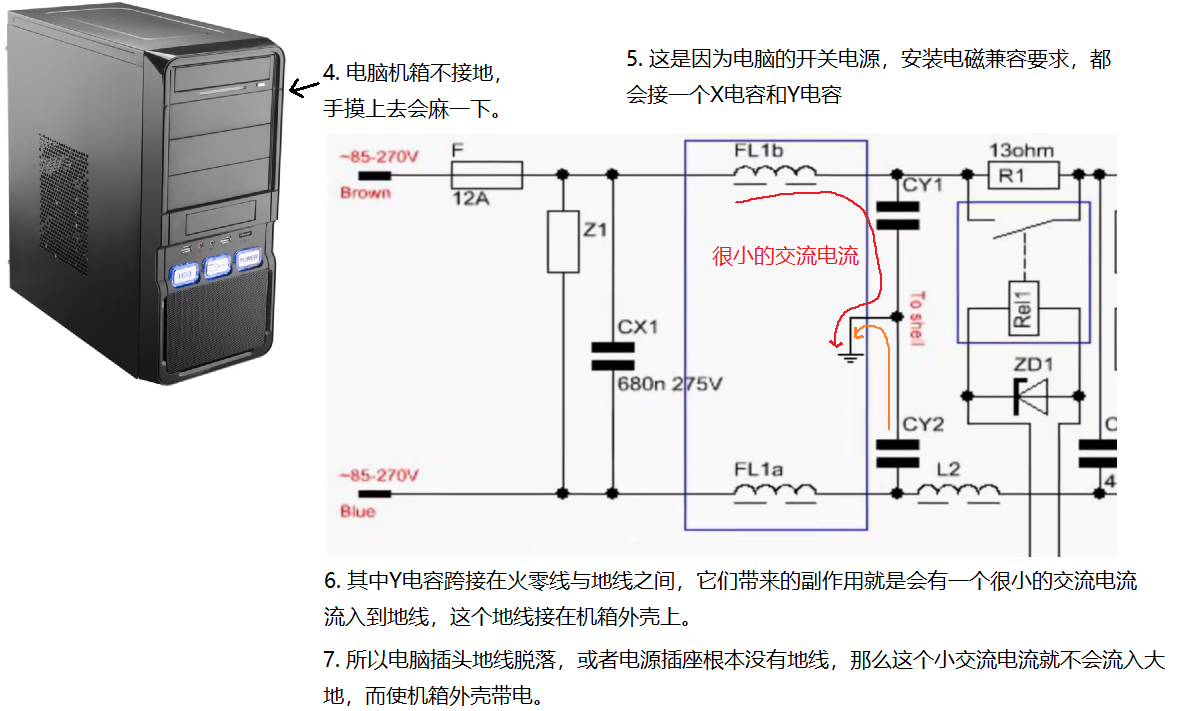 4. 电脑机箱不接地，
手摸上去会麻一下。
5. 这是因为电脑的开关电源，安装电磁兼容要求，都
会接一个X电容和Y电容
~85-270V
Brown
F
12A
FL1b
13ohm
R1
CY1
Z1
很小的交流电流
To shell
Rel1
CX1
680n 275V
ZD1
CY2
C
4
~85-270V
Blue
FL1a
L2
HDD
POWER
6. 其中Y电容跨接在火零线与地线之间，它们带来的副作用就是会有一个很小的交流电流
流入到地线，这个地线接在机箱外壳上。
7. 所以电脑插头地线脱落，或者电源插座根本没有地线，那么这个小交流电流就不会流入大
地，而使机箱外壳带电。